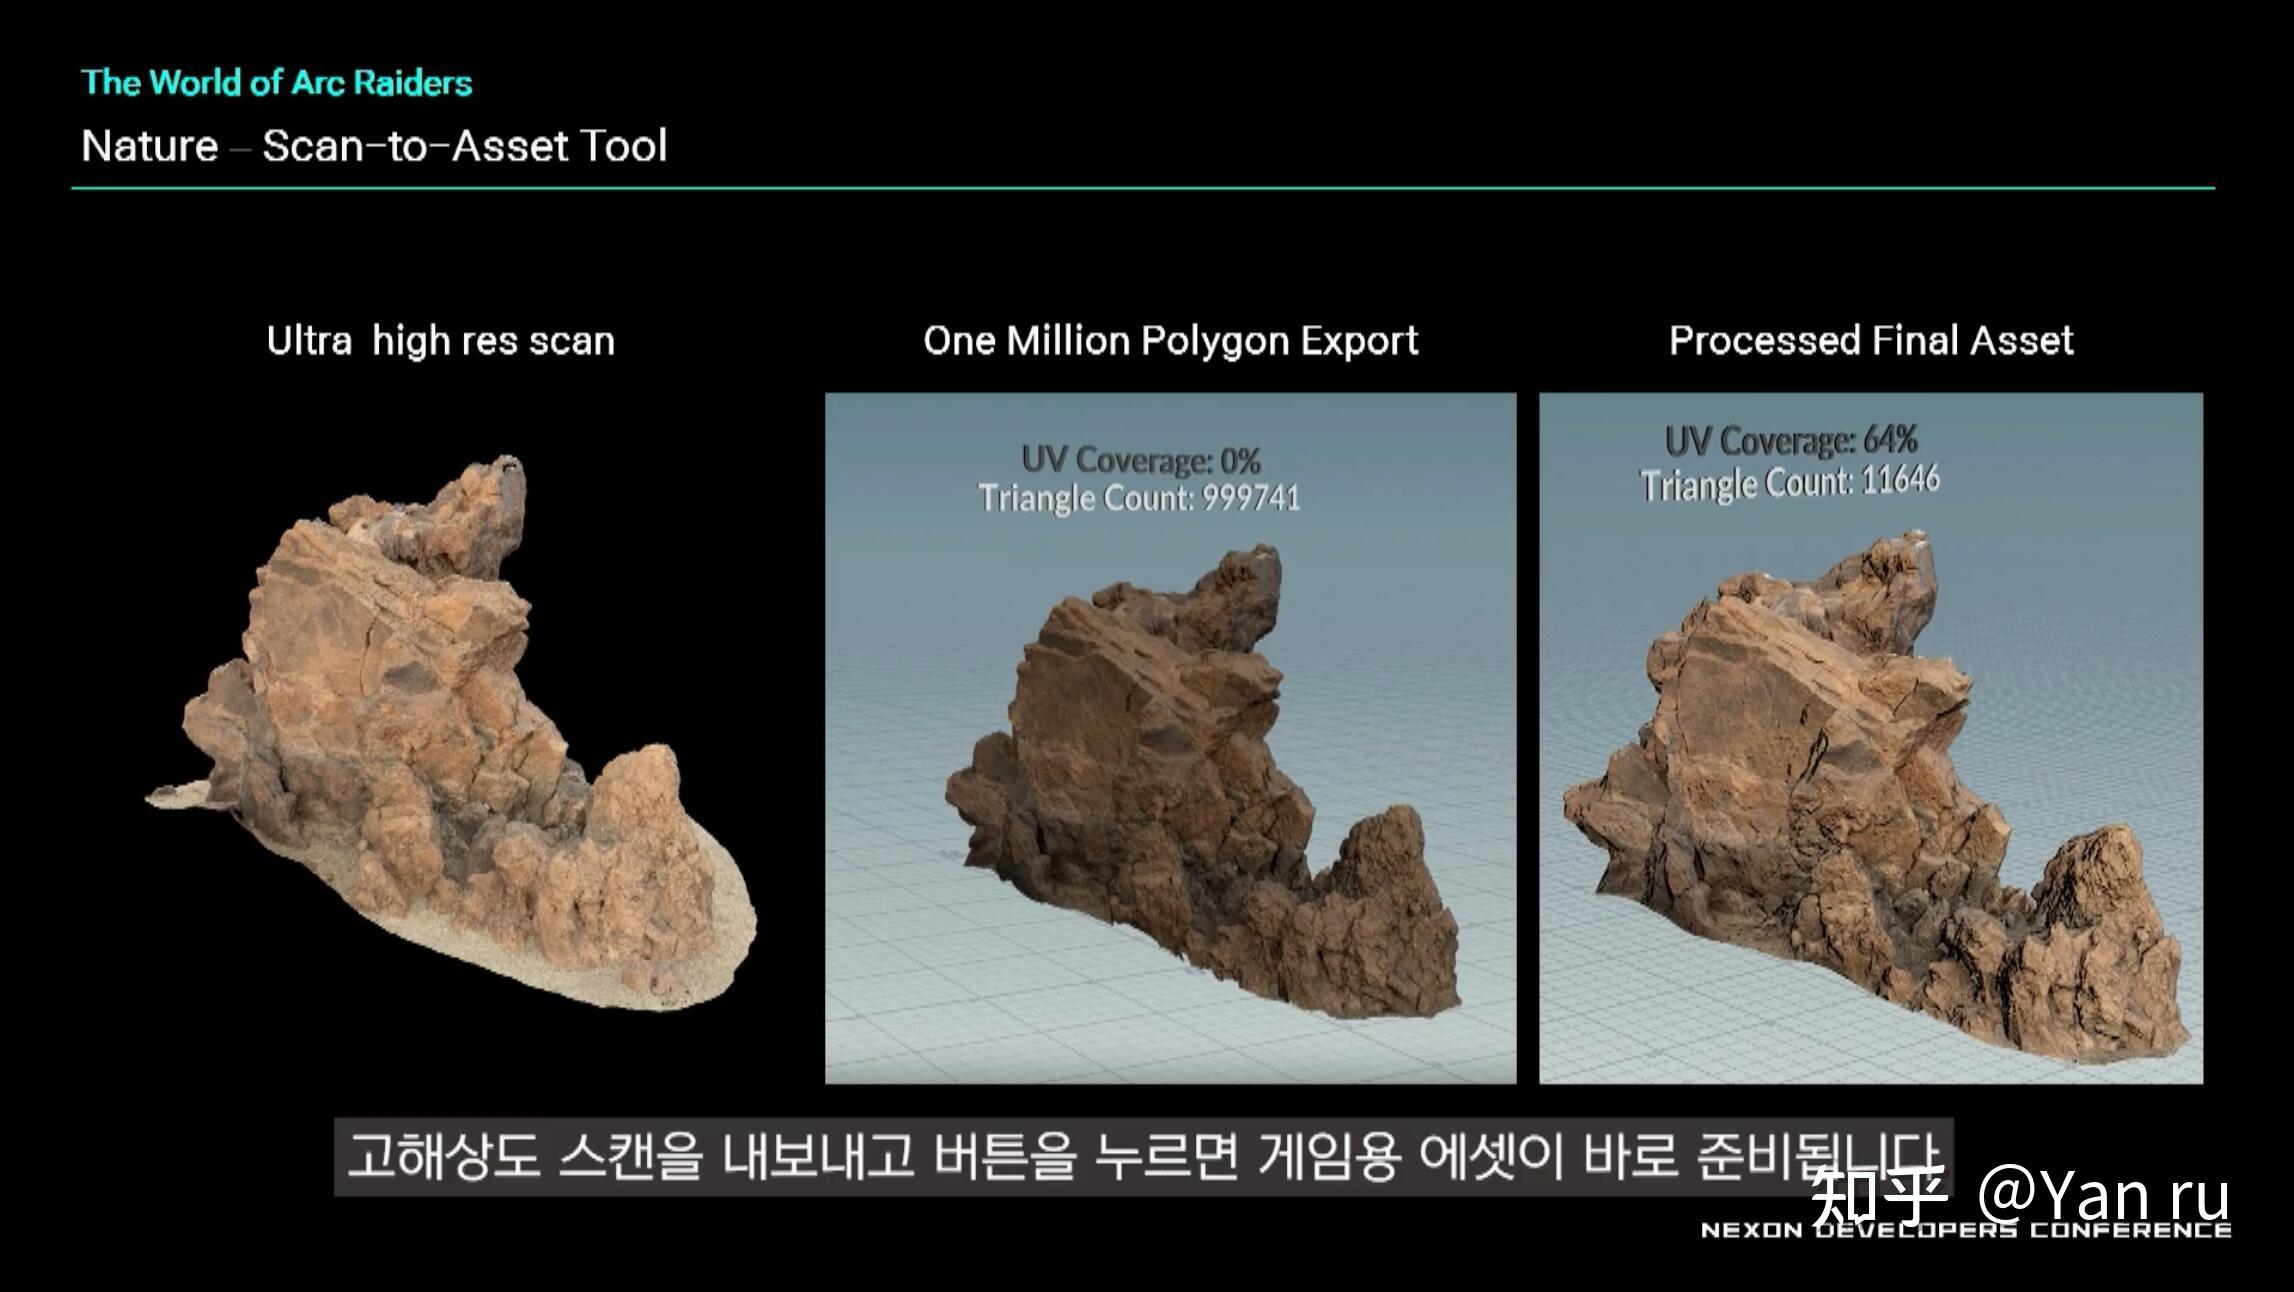 The World of Arc Raiders
Nature – Scan-to-Asset Tool
Ultra high res scan
One Million Polygon Export
Processed Final Asset
UV Coverage: 0%
Triangle Count: 999741
UV Coverage: 64%
Triangle Count: 11646
고해상도 스캔을 내보내고 버튼을 누르면 게임용 에셋이 바로 준비됩니다
知乎 @Yan ru
NEXON DEVELOPERS CONFERENCE